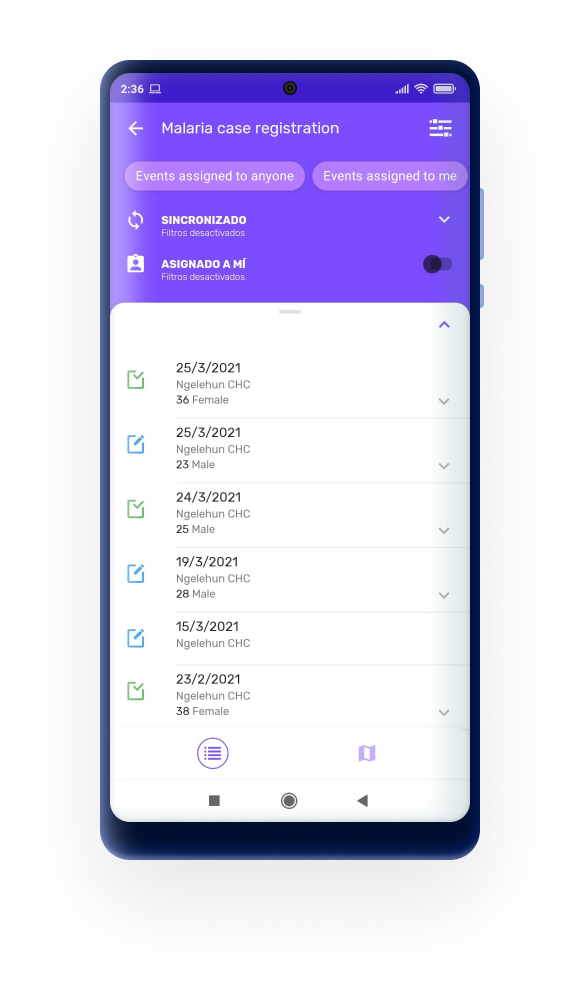 2:36
Malaria case registration
Events assigned to anyone
Events assigned to me
SINCRONIZADO
Filtros desactivados
ASIGNADO A MÍ
Filtros desactivados
25/3/2021
Ngelehun CHC
36 Female
25/3/2021
Ngelehun CHC
23 Male
24/3/2021
Ngelehun CHC
25 Male
19/3/2021
Ngelehun CHC
28 Male
15/3/2021
Ngelehun CHC
23/2/2021
Ngelehun CHC
38 Female